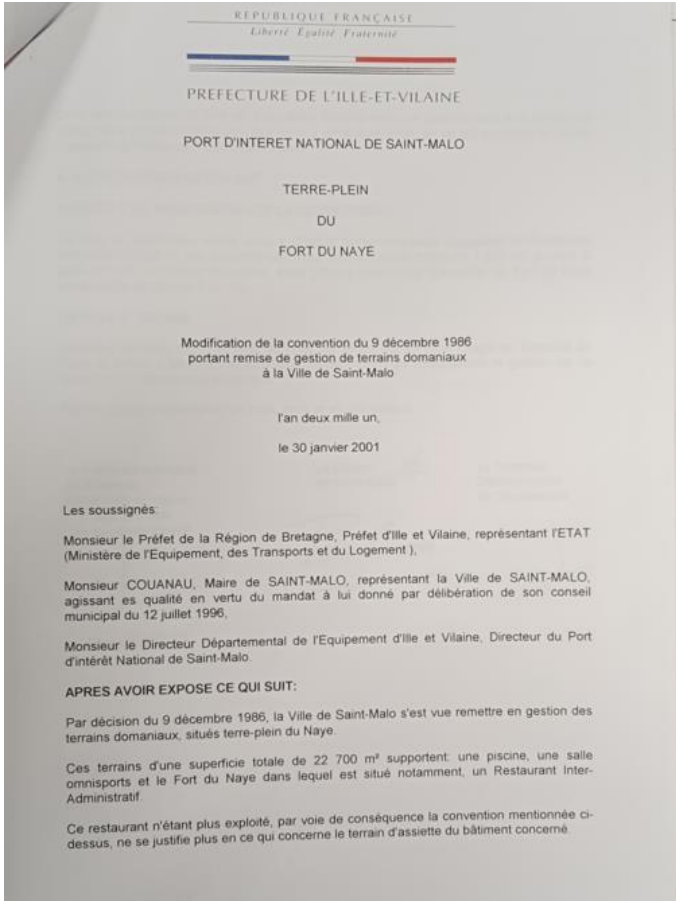 REPUBLIQUE FRANÇAISE
Liberté Egalité Fraternité
PREFECTURE DE L'ILLE-ET-VILAINE
PORT D'INTERET NATIONAL DE SAINT-MALO
TERRE-PLEIN
DU
FORT DU NAYE
Modification de la convention du 9 décembre 1986
portant remise de gestion de terrains domaniaux
à la Ville de Saint-Malo
l'an deux mille un,
le 30 janvier 2001
Les soussignés:
Monsieur le Préfet de la Région de Bretagne, Préfet d'Ille et Vilaine, représentant l'ETAT
(Ministère de l'Equipement, des Transports et du Logement ),
Monsieur COUANAU, Maire de SAINT-MALO, représentant la Ville de SAINT-MALO,
agissant es qualité en vertu du mandat à lui donné par délibération de son conseil
municipal du 12 juillet 1996,
Monsieur le Directeur Départemental de l'Equipement d'Ille et Vilaine, Directeur du Port
d'intérêt National de Saint-Malo.
APRES AVOIR EXPOSE CE QUI SUIT:
Par décision du 9 décembre 1986, la Ville de Saint-Malo s'est vue remettre en gestion des
terrains domaniaux, situés terre-plein du Naye.
Ces terrains d'une superficie totale de 22 700 m² supportent: une piscine, une salle
omnisports et le Fort du Naye dans lequel est situé notamment, un Restaurant Inter-
Administratif.
Ce restaurant n'étant plus exploité, par voie de conséquence la convention mentionnée ci-
dessus, ne se justifie plus en ce qui concerne le terrain d'assiette du bâtiment concerné.